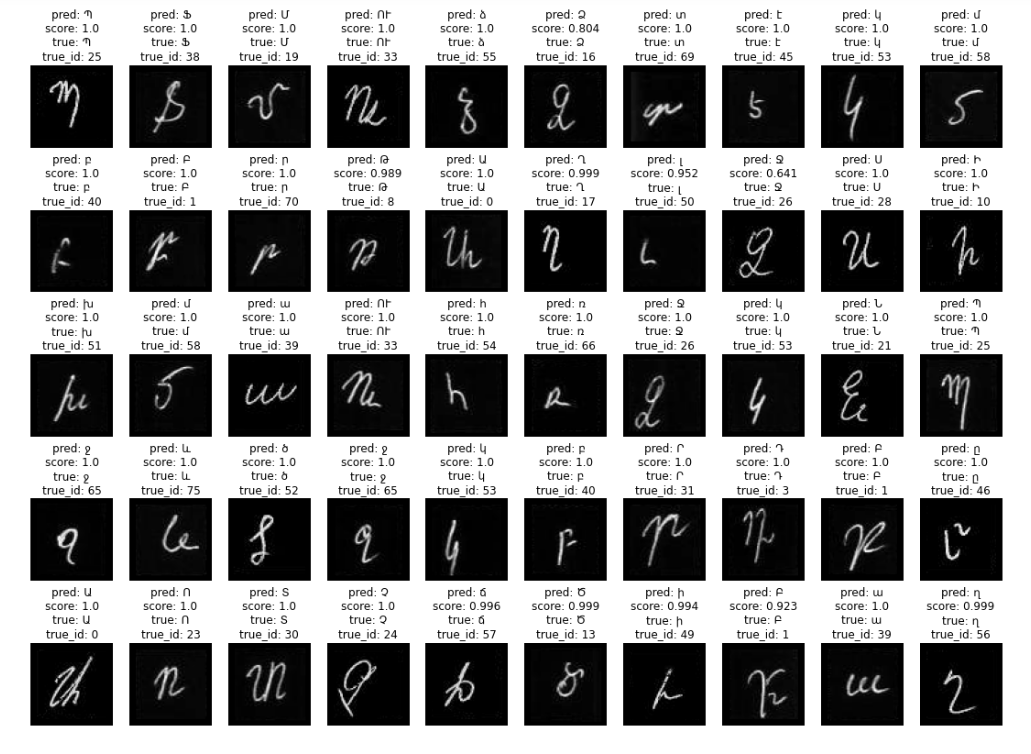 pred: Պ pred: Ֆ pred: Մ pred: ՈՒ pred: ձ pred: Զ pred: տ pred: է pred: կ pred: մ
score: 1.0 score: 1.0 score: 1.0 score: 1.0 score: 1.0 score: 0.804 score: 1.0 score: 1.0 score: 1.0 score: 1.0
true: Պ true: Ֆ true: Մ true: ՈՒ true: ձ true: Զ true: տ true: է true: կ true: մ
true_id: 25 true_id: 38 true_id: 19 true_id: 33 true_id: 55 true_id: 16 true_id: 69 true_id: 45 true_id: 53 true_id: 58
pred: բ pred: Բ pred: ր pred: Թ pred: Ա pred: Ղ pred: լ pred: Ջ pred: Ս pred: Ի
score: 1.0 score: 1.0 score: 1.0 score: 0.989 score: 1.0 score: 0.999 score: 0.952 score: 0.641 score: 1.0 score: 1.0
true: բ true: Բ true: ր true: Թ true: Ա true: Ղ true: լ true: Ջ true: Ս true: Ի
true_id: 40 true_id: 1 true_id: 70 true_id: 8 true_id: 0 true_id: 17 true_id: 50 true_id: 26 true_id: 28 true_id: 10
pred: խ pred: մ pred: ա pred: ՈՒ pred: հ pred: ռ pred: Ջ pred: կ pred: Ն pred: Պ
score: 1.0 score: 1.0 score: 1.0 score: 1.0 score: 1.0 score: 1.0 score: 1.0 score: 1.0 score: 1.0 score: 1.0
true: խ true: մ true: ա true: ՈՒ true: հ true: ռ true: Ջ true: կ true: Ն true: Պ
true_id: 51 true_id: 58 true_id: 39 true_id: 33 true_id: 54 true_id: 66 true_id: 26 true_id: 53 true_id: 21 true_id: 25
pred: ջ pred: և pred: ծ pred: ջ pred: կ pred: բ pred: Ր pred: Դ pred: Բ pred: ը
score: 1.0 score: 1.0 score: 1.0 score: 1.0 score: 1.0 score: 1.0 score: 1.0 score: 1.0 score: 1.0 score: 1.0
true: ջ true: և true: ծ true: ջ true: կ true: բ true: Ր true: Դ true: Բ true: ը
true_id: 65 true_id: 75 true_id: 52 true_id: 65 true_id: 53 true_id: 40 true_id: 31 true_id: 3 true_id: 1 true_id: 46
pred: Ա pred: Ո pred: Տ pred: Չ pred: ճ pred: Ծ pred: ի pred: Բ pred: ա pred: ղ
score: 1.0 score: 1.0 score: 1.0 score: 1.0 score: 0.996 score: 0.999 score: 0.994 score: 0.923 score: 1.0 score: 0.999
true: Ա true: Ո true: Տ true: Չ true: ճ true: Ծ true: ի true: Բ true: ա true: ղ
true_id: 0 true_id: 23 true_id: 30 true_id: 24 true_id: 57 true_id: 13 true_id: 49 true_id: 1 true_id: 39 true_id: 56